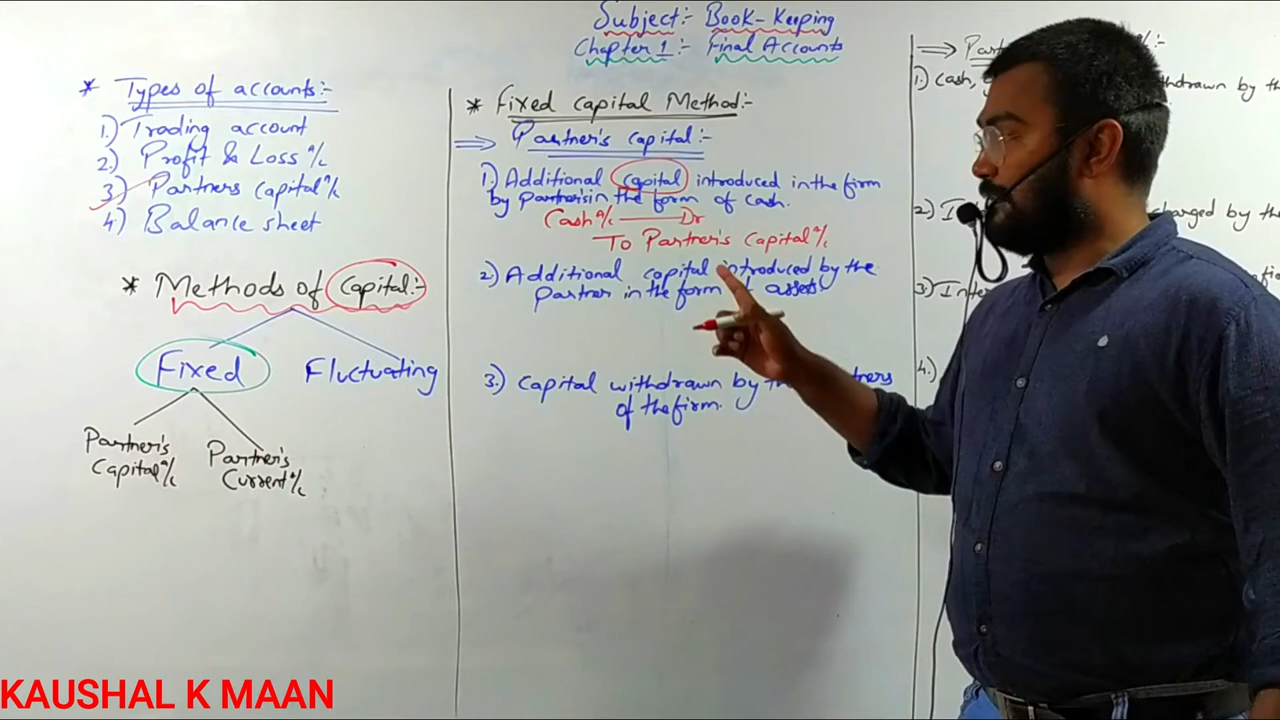 Subject:- Book-Keeping
Chapter 1:- Final Accounts
* Types of accounts:-
1.) Trading account
2.) Profit & Loss a/c
3.) Partners capital a/c
4.) Balance sheet
* Methods of Capital:-
Fixed Fluctuating
Partner's Capital a/c
Partner's Current a/c
* Fixed Capital Method:-
⇒ Partner's capital:-
1.) Additional capital introduced in the firm
by partners in the form of cash.
Cash a/c — Dr
To Partner's Capital a/c
2.) Additional capital introduced by the
partner in the form of assets.
3.) Capital withdrawn by the
of the firm.
⇒
1.) Cash, withdrawn by the
2.) charged by the
3.)
4.)
KAUSHAL K MAAN